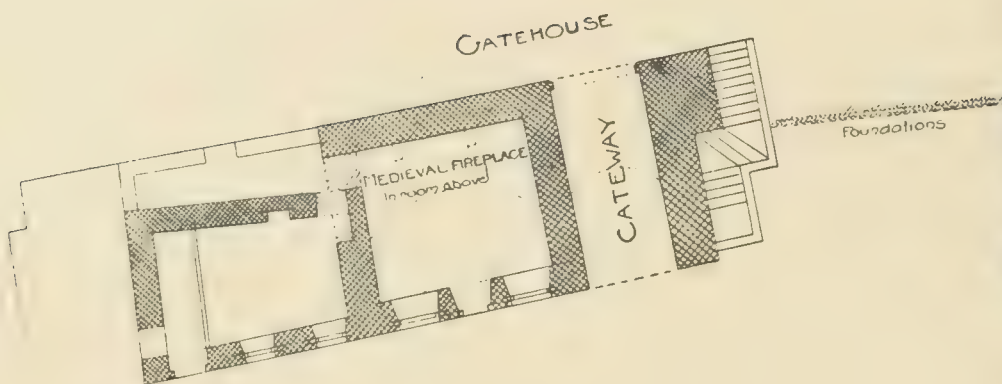 GATEHOUSE
Foundations
MEDIEVAL FIREPLACE
In room Above
GATEWAY